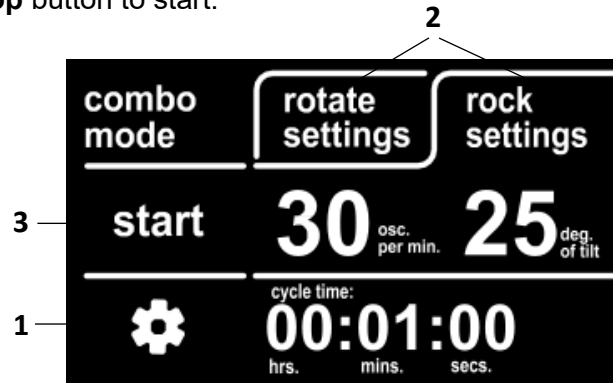 op button to start.
2
combo
mode
rotate
settings
rock
settings
3
start
30 osc.
per min.
25 deg.
of tilt
1
cycle time:
00:01:00
hrs. mins. secs.